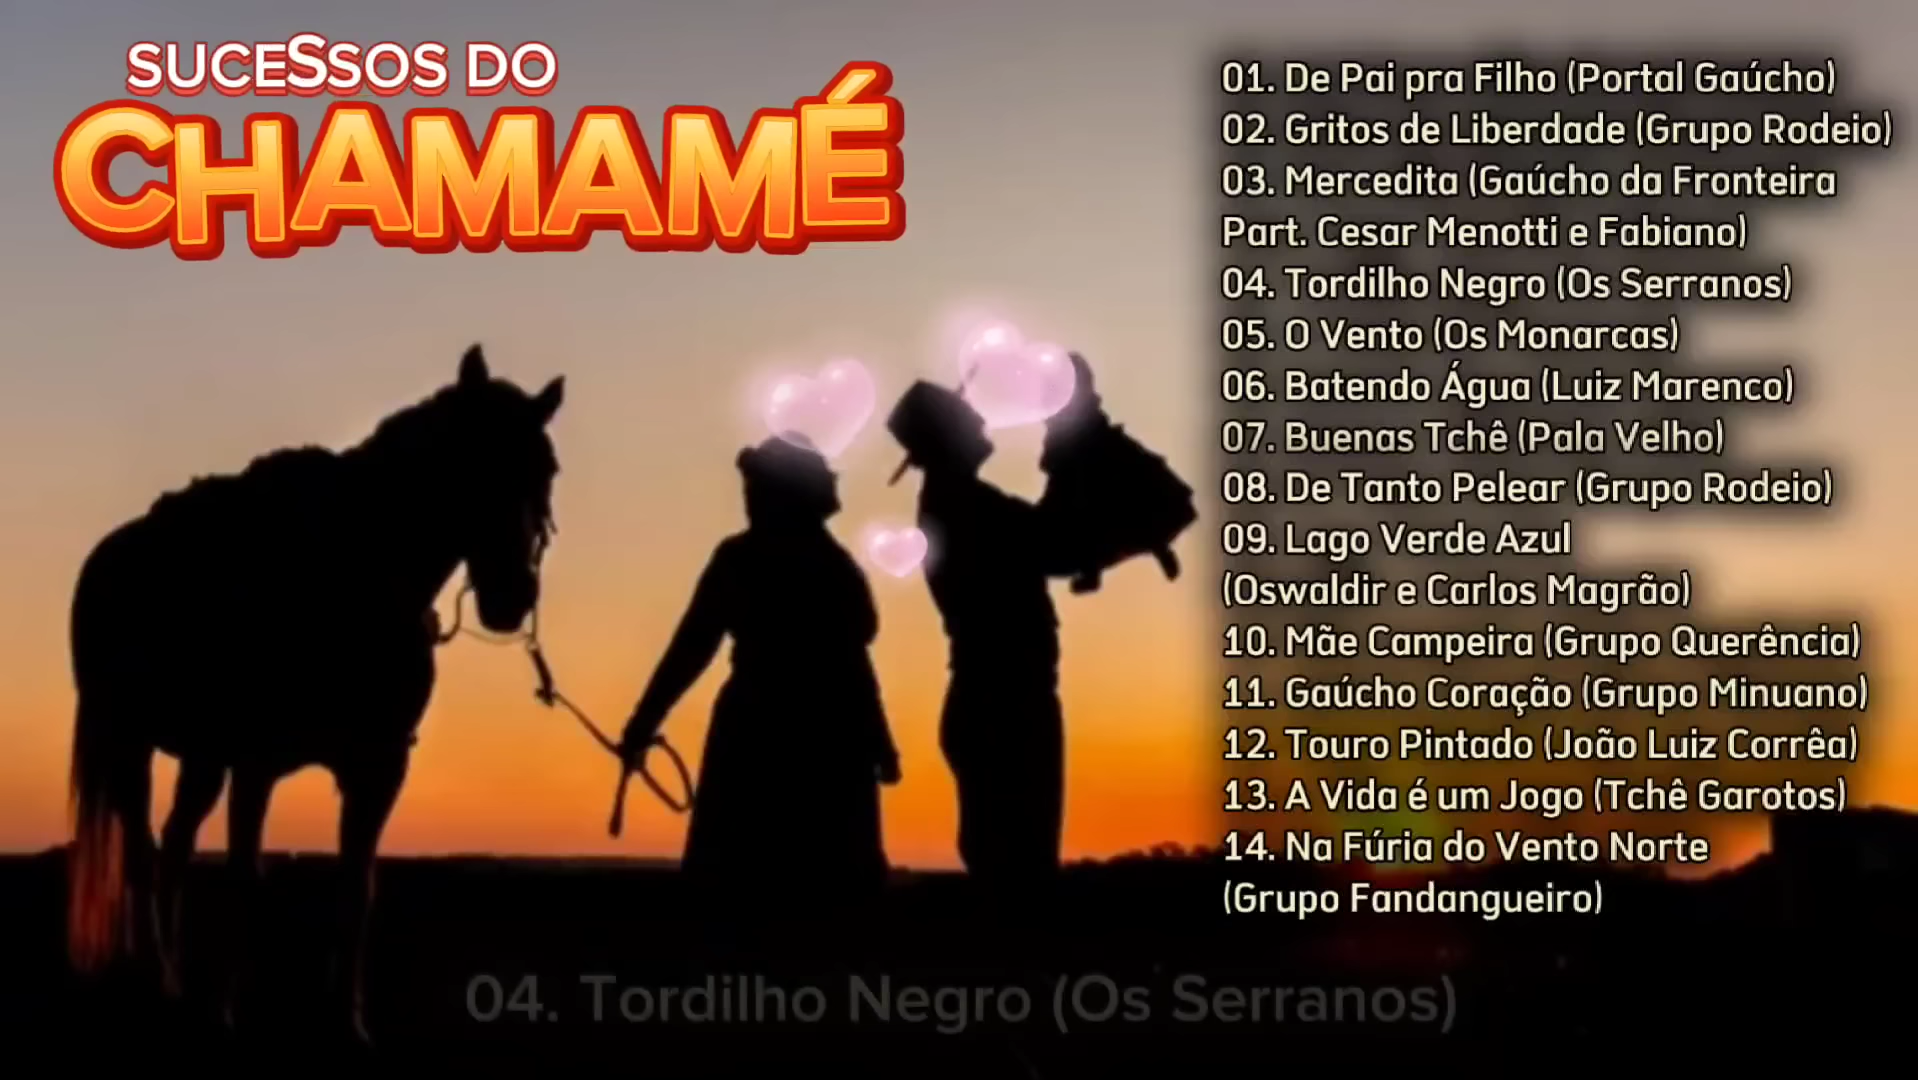 SUCESSOS DO
CHAMAMÉ
01. De Pai pra Filho (Portal Gaúcho)
02. Gritos de Liberdade (Grupo Rodeio)
03. Mercedita (Gaúcho da Fronteira
Part. Cesar Menotti e Fabiano)
04. Tordilho Negro (Os Serranos)
05. O Vento (Os Monarcas)
06. Batendo Água (Luiz Marenco)
07. Buenas Tchê (Pala Velho)
08. De Tanto Pelear (Grupo Rodeio)
09. Lago Verde Azul
(Oswaldir e Carlos Magrão)
10. Mãe Campeira (Grupo Querência)
11. Gaúcho Coração (Grupo Minuano)
12. Touro Pintado (João Luiz Corrêa)
13. A Vida é um Jogo (Tchê Garotos)
14. Na Fúria do Vento Norte
(Grupo Fandangueiro)
04. Tordilho Negro (Os Serranos)